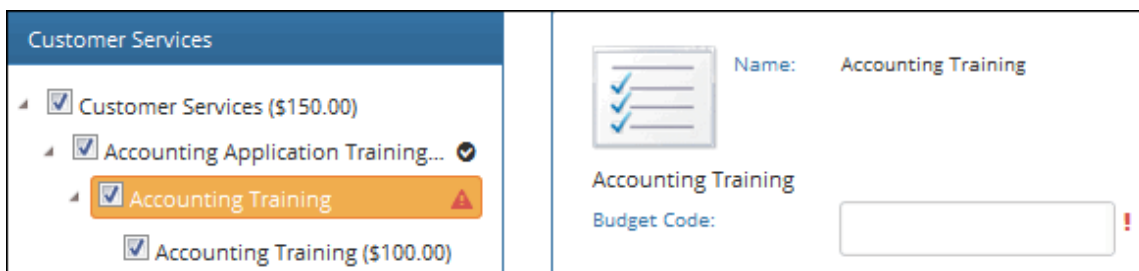 Customer Services
Customer Services ($150.00)
Accounting Application Training...
Accounting Training
Accounting Training ($100.00)
Name: Accounting Training
Accounting Training
Budget Code: !